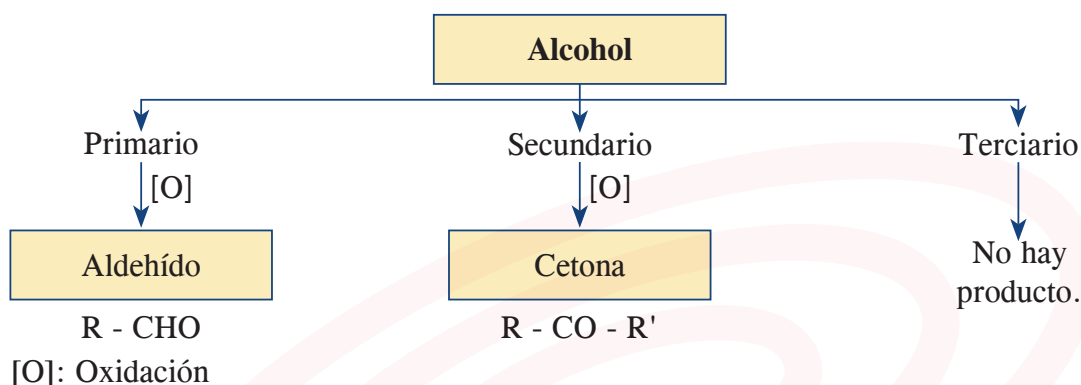 Alcohol
Primario Secundario Terciario
[O] [O]
Aldehído Cetona No hay
producto.
R - CHO R - CO - R'
[O]: Oxidación